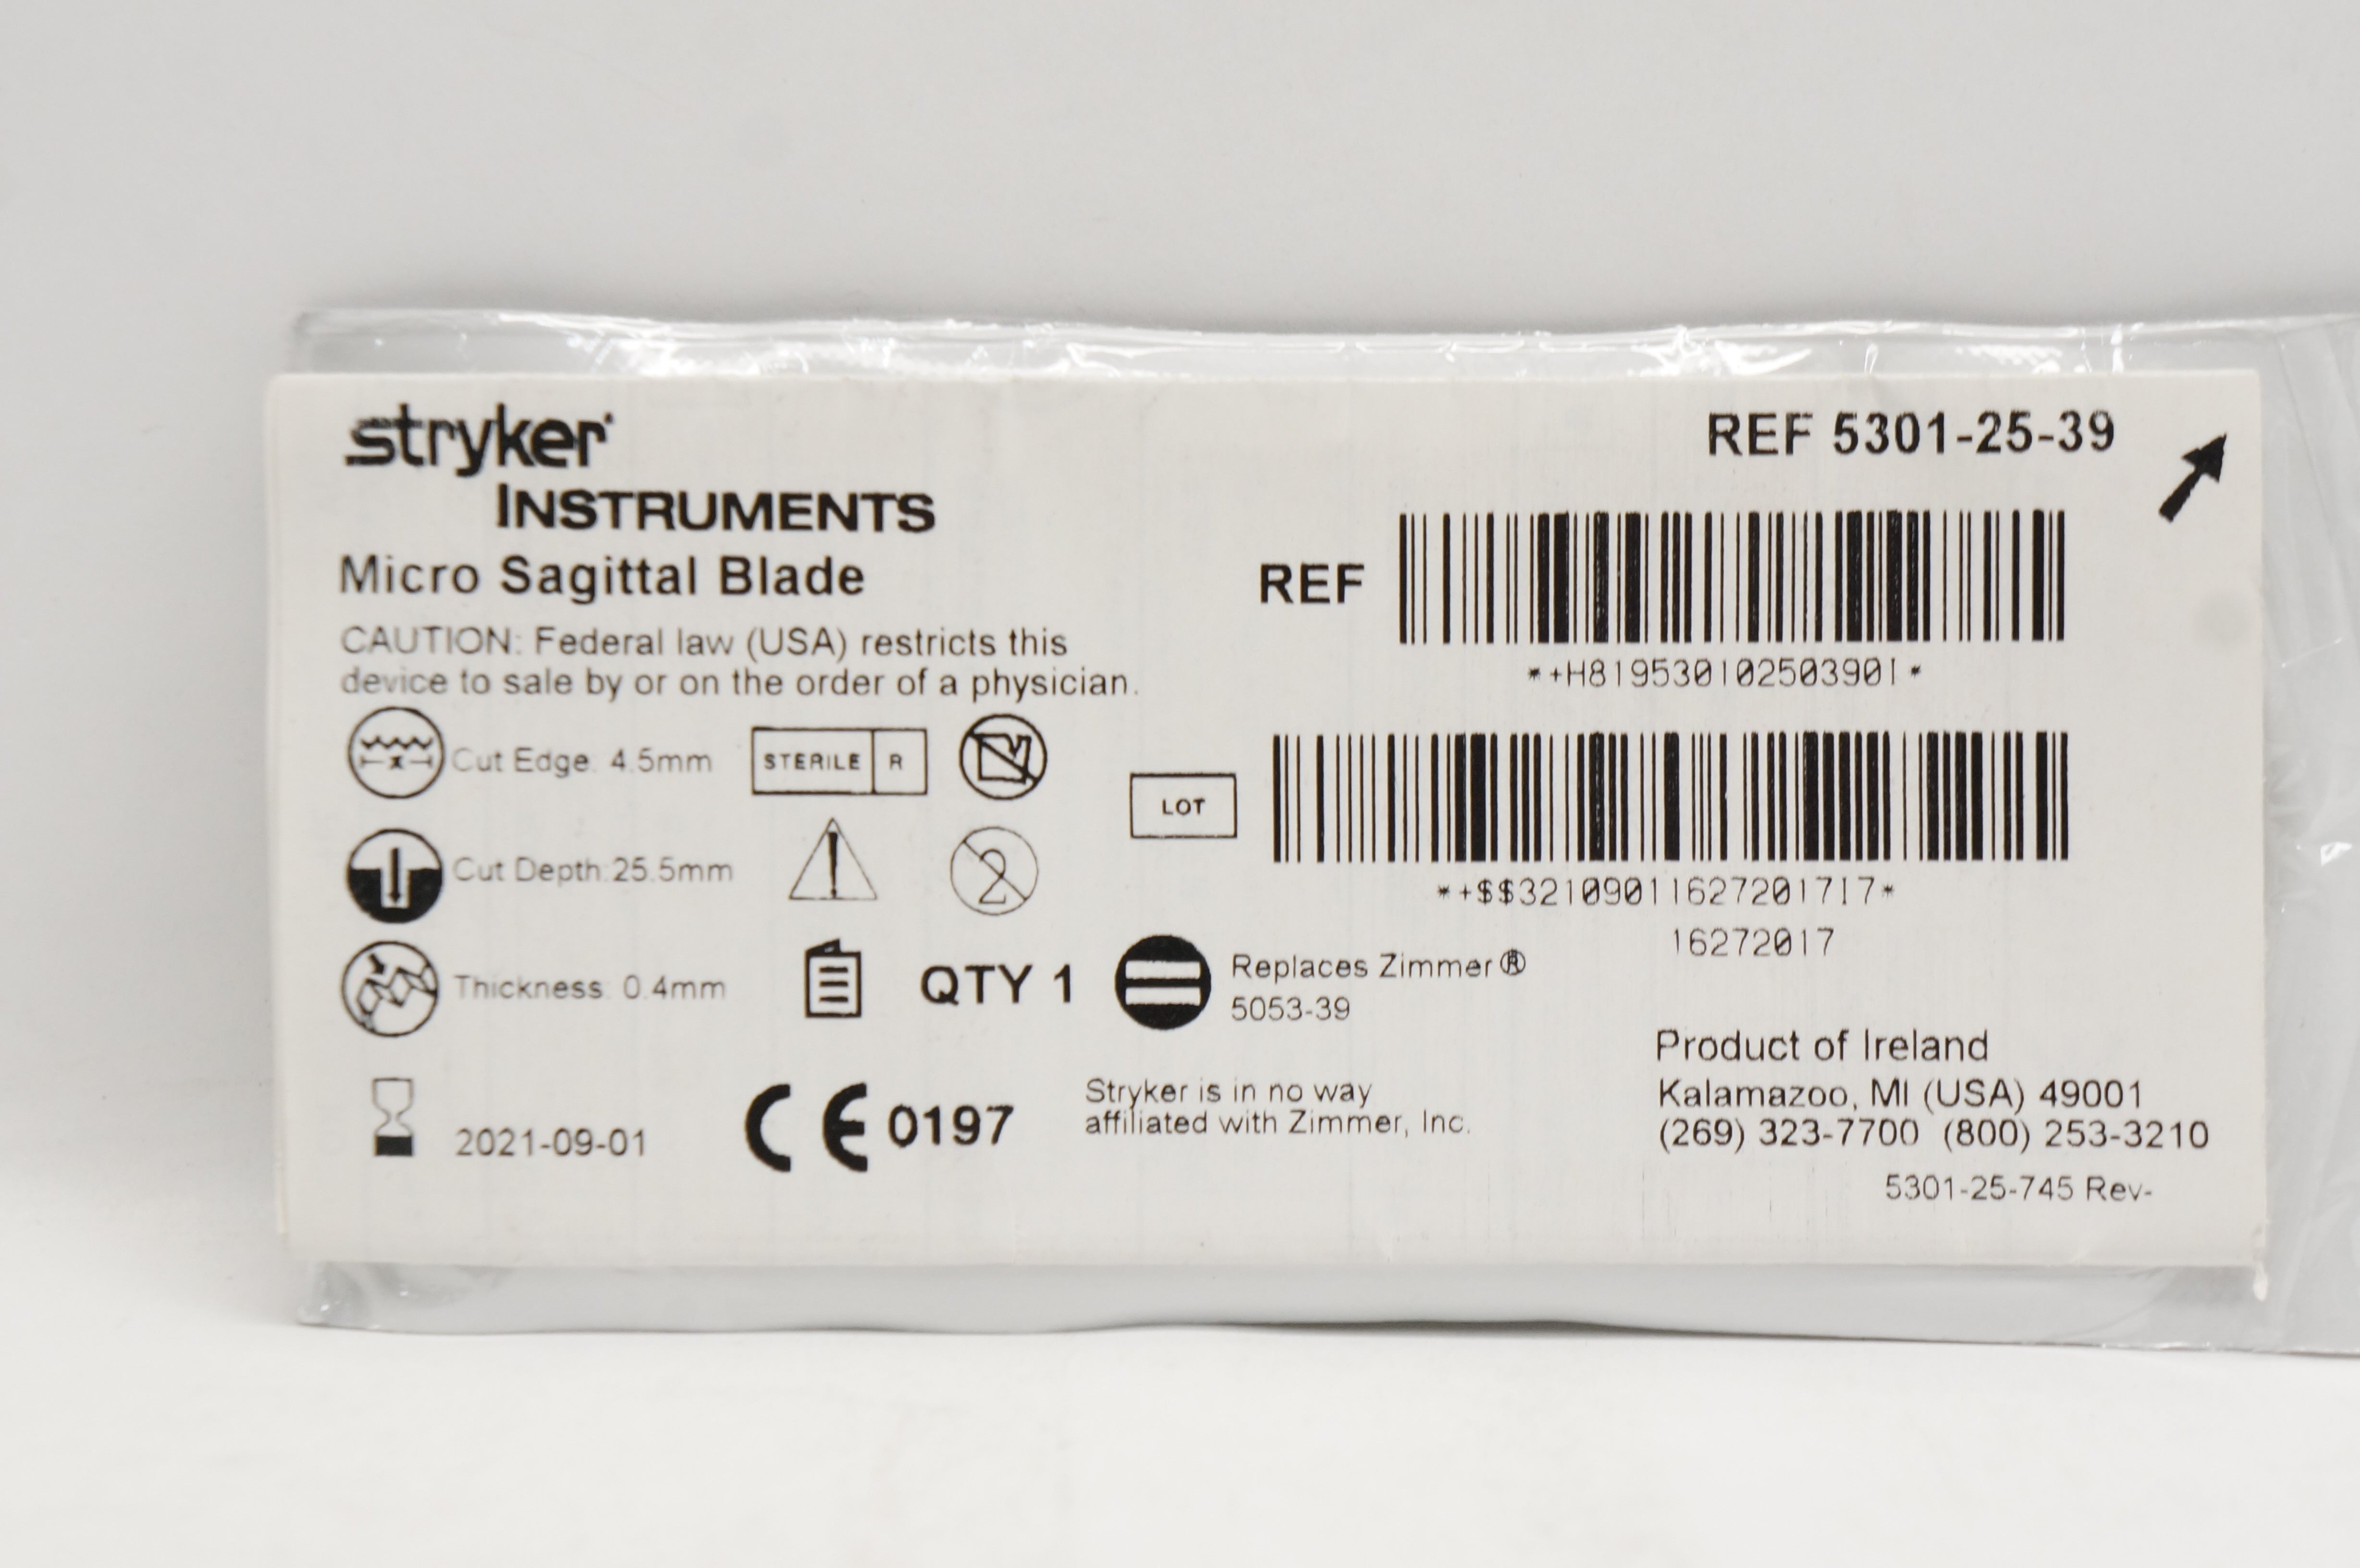 stryker
INSTRUMENTS
Micro Sagittal Blade
CAUTION: Federal law (USA) restricts this
device to sale by or on the order of a physician.
Cut Edge: 4.5mm
STERILE R
Cut Depth:25.5mm
2
Thickness: 0.4mm
QTY 1
2021-09-01
CE 0197
REF 5301-25-39
REF
*+H819530102503901*
LOT
*+$$32109011627201717*
16272017
Replaces Zimmer®
5053-39
Stryker is in no way
affiliated with Zimmer, Inc.
Product of Ireland
Kalamazoo, MI (USA) 49001
(269) 323-7700 (800) 253-3210
5301-25-745 Rev-